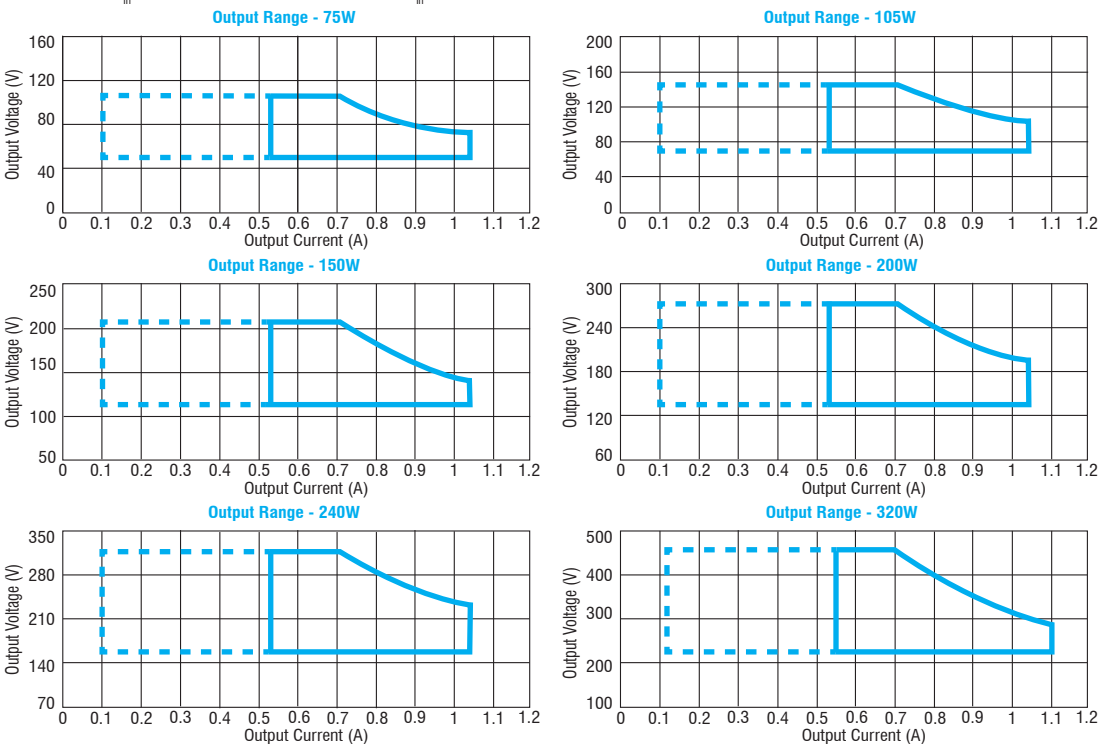 in in
Output Range - 75W
Output Voltage (V)
160
120
80
40
0
0 0.1 0.2 0.3 0.4 0.5 0.6 0.7 0.8 0.9 1 1.1 1.2
Output Current (A)
Output Range - 105W
Output Voltage (V)
200
160
120
80
40
0
0 0.1 0.2 0.3 0.4 0.5 0.6 0.7 0.8 0.9 1 1.1 1.2
Output Current (A)
Output Range - 150W
Output Voltage (V)
250
200
150
100
50
0 0.1 0.2 0.3 0.4 0.5 0.6 0.7 0.8 0.9 1 1.1 1.2
Output Current (A)
Output Range - 200W
Output Voltage (V)
300
240
180
120
60
0 0.1 0.2 0.3 0.4 0.5 0.6 0.7 0.8 0.9 1 1.1 1.2
Output Current (A)
Output Range - 240W
Output Voltage (V)
350
280
210
140
70
0 0.1 0.2 0.3 0.4 0.5 0.6 0.7 0.8 0.9 1 1.1 1.2
Output Current (A)
Output Range - 320W
Output Voltage (V)
500
400
300
200
100
0 0.1 0.2 0.3 0.4 0.5 0.6 0.7 0.8 0.9 1 1.1 1.2
Output Current (A)